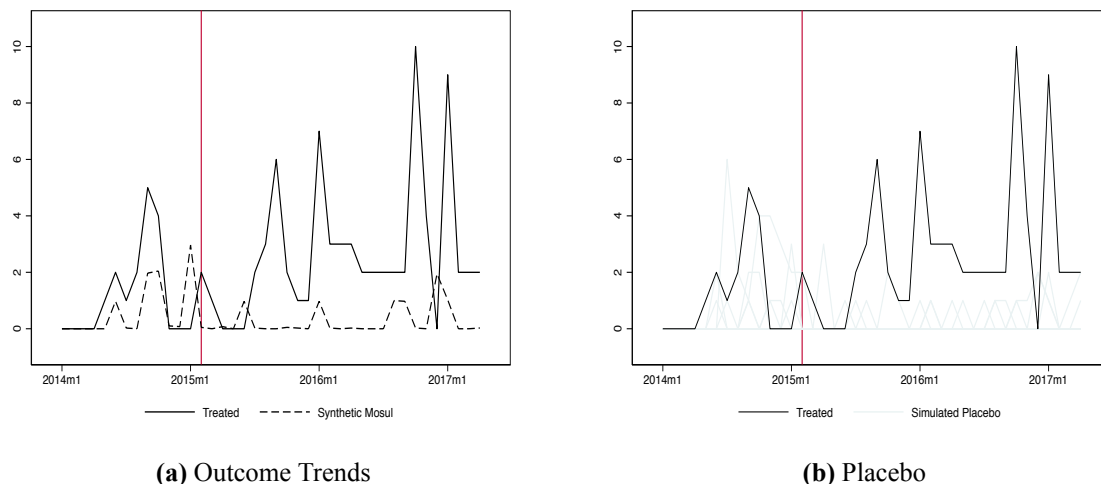 10
8
6
4
2
0
2014m1 2015m1 2016m1 2017m1
Treated Synthetic Mosul
(a) Outcome Trends
10
8
6
4
2
0
2014m1 2015m1 2016m1 2017m1
Treated Simulated Placebo
(b) Placebo